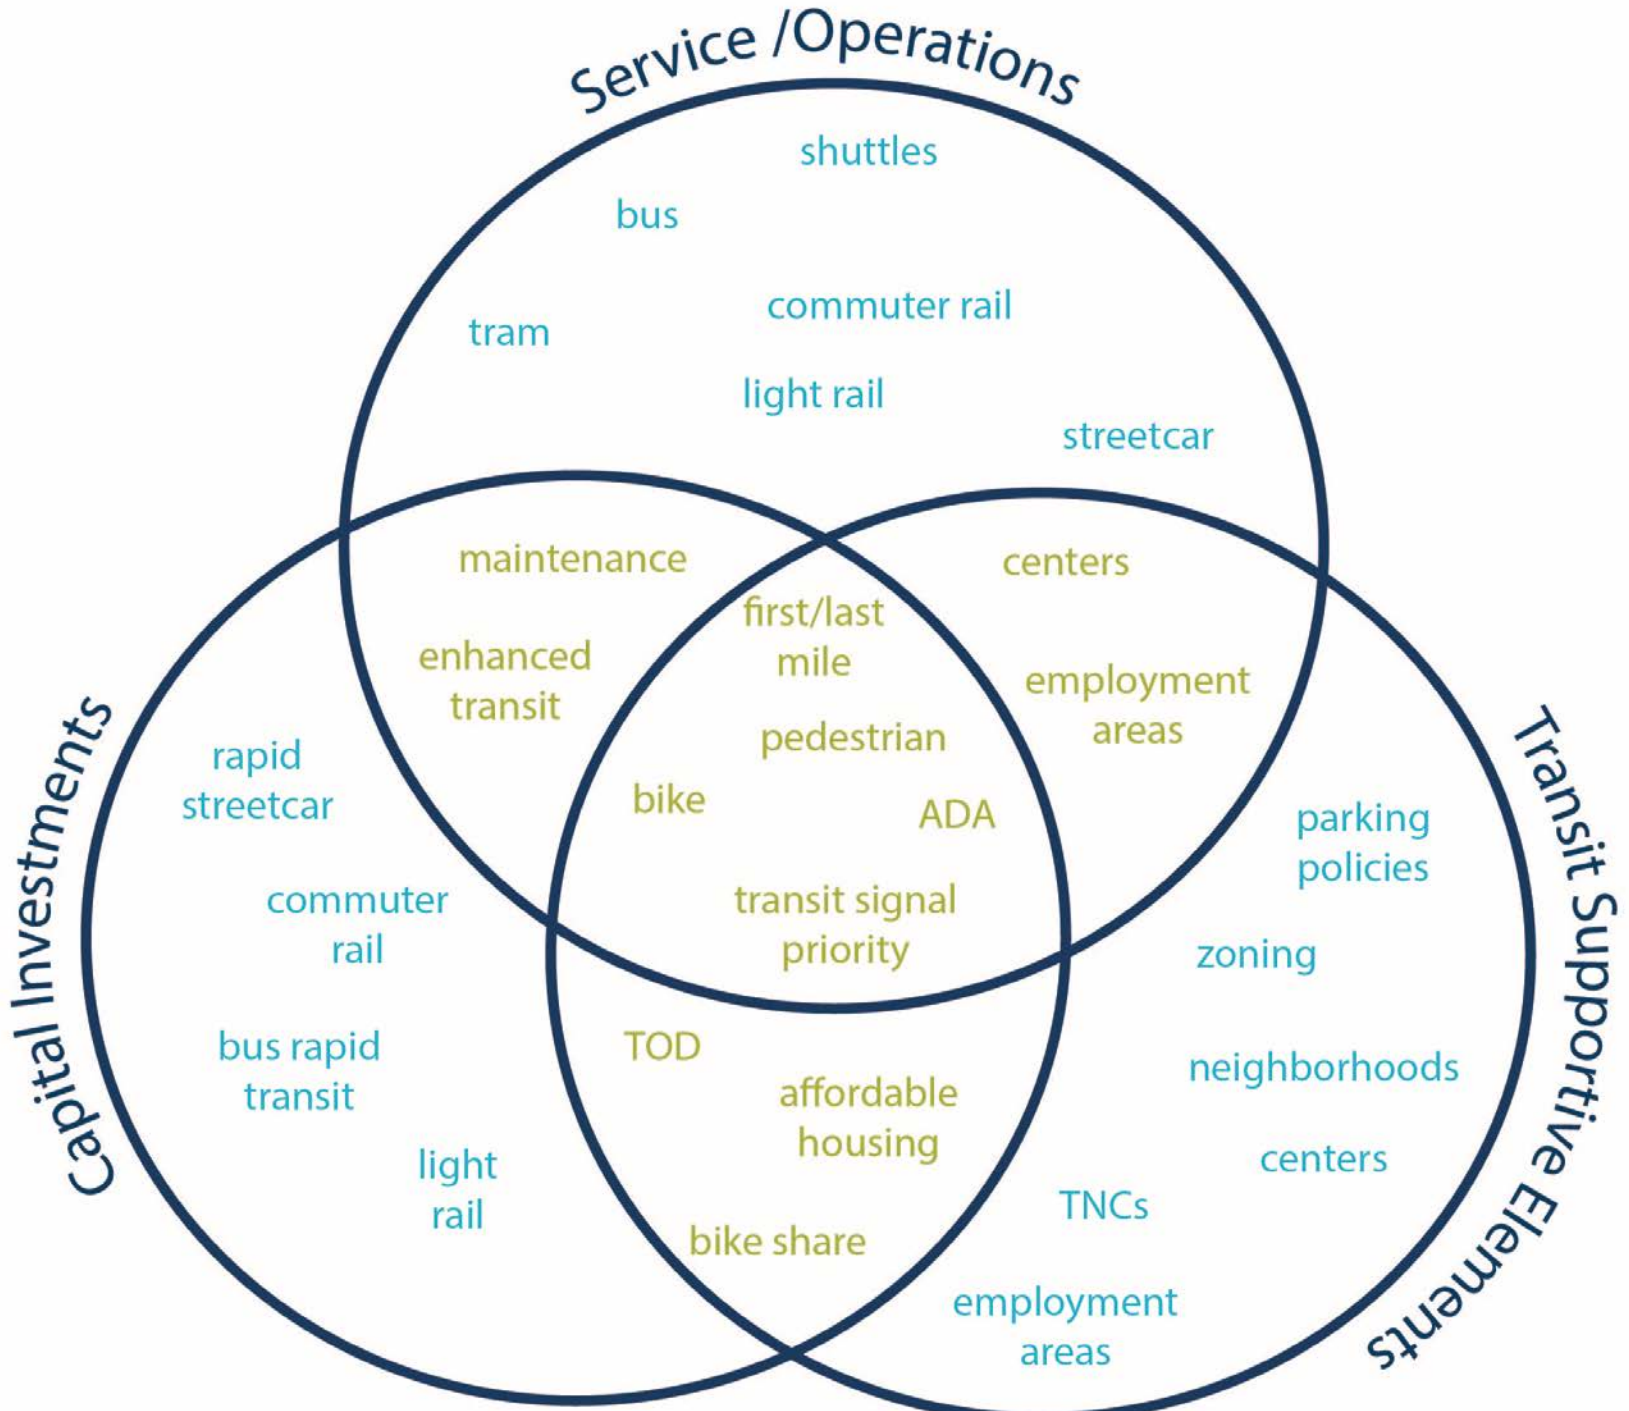 Service /Operations
shuttles
bus
commuter rail
tram
light rail
streetcar
maintenance
centers
first/last
mile
enhanced
transit
employment
areas
pedestrian
bike
ADA
transit signal
priority
Capital Investments
rapid
streetcar
commuter
rail
bus rapid
transit
light
rail
TOD
affordable
housing
bike share
Transit Supportive Elements
parking
policies
zoning
neighborhoods
centers
TNCs
employment
areas